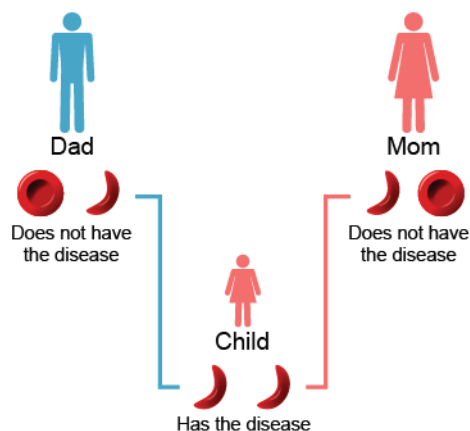 Dad
Does not have
the disease
Mom
Does not have
the disease
Child
Has the disease